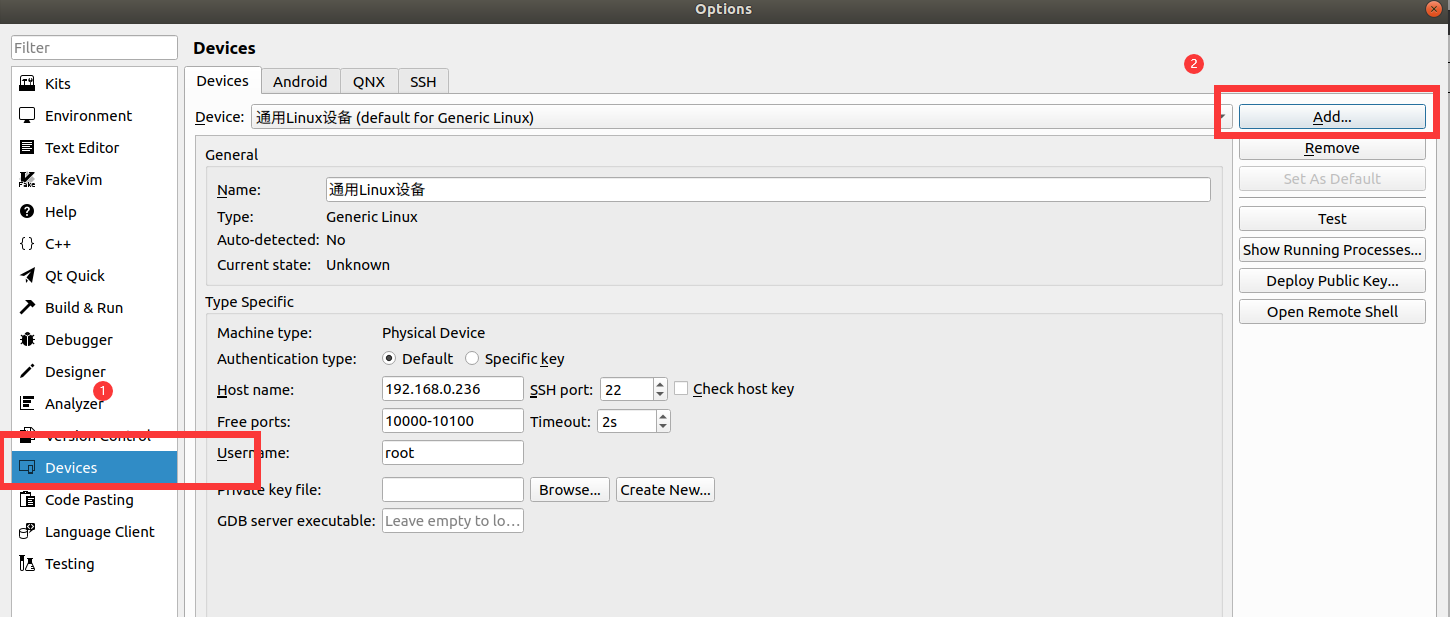 Options
Filter
Kits
Environment
Text Editor
FakeVim
Help
C++
Qt Quick
Build & Run
Debugger
Designer
1
Analyzer
Version Control
Devices
Code Pasting
Language Client
Testing
Devices
Devices Android QNX SSH
Device: 通用Linux设备 (default for Generic Linux)
General
Name: 通用Linux设备
Type: Generic Linux
Auto-detected: No
Current state: Unknown
Type Specific
Machine type: Physical Device
Authentication type: Default Specific key
Host name: 192.168.0.236 SSH port: 22 Check host key
Free ports: 10000-10100 Timeout: 2s
Username: root
Private key file: Browse... Create New...
GDB server executable: Leave empty to lo...
2
Add...
Remove
Set As Default
Test
Show Running Processes...
Deploy Public Key...
Open Remote Shell